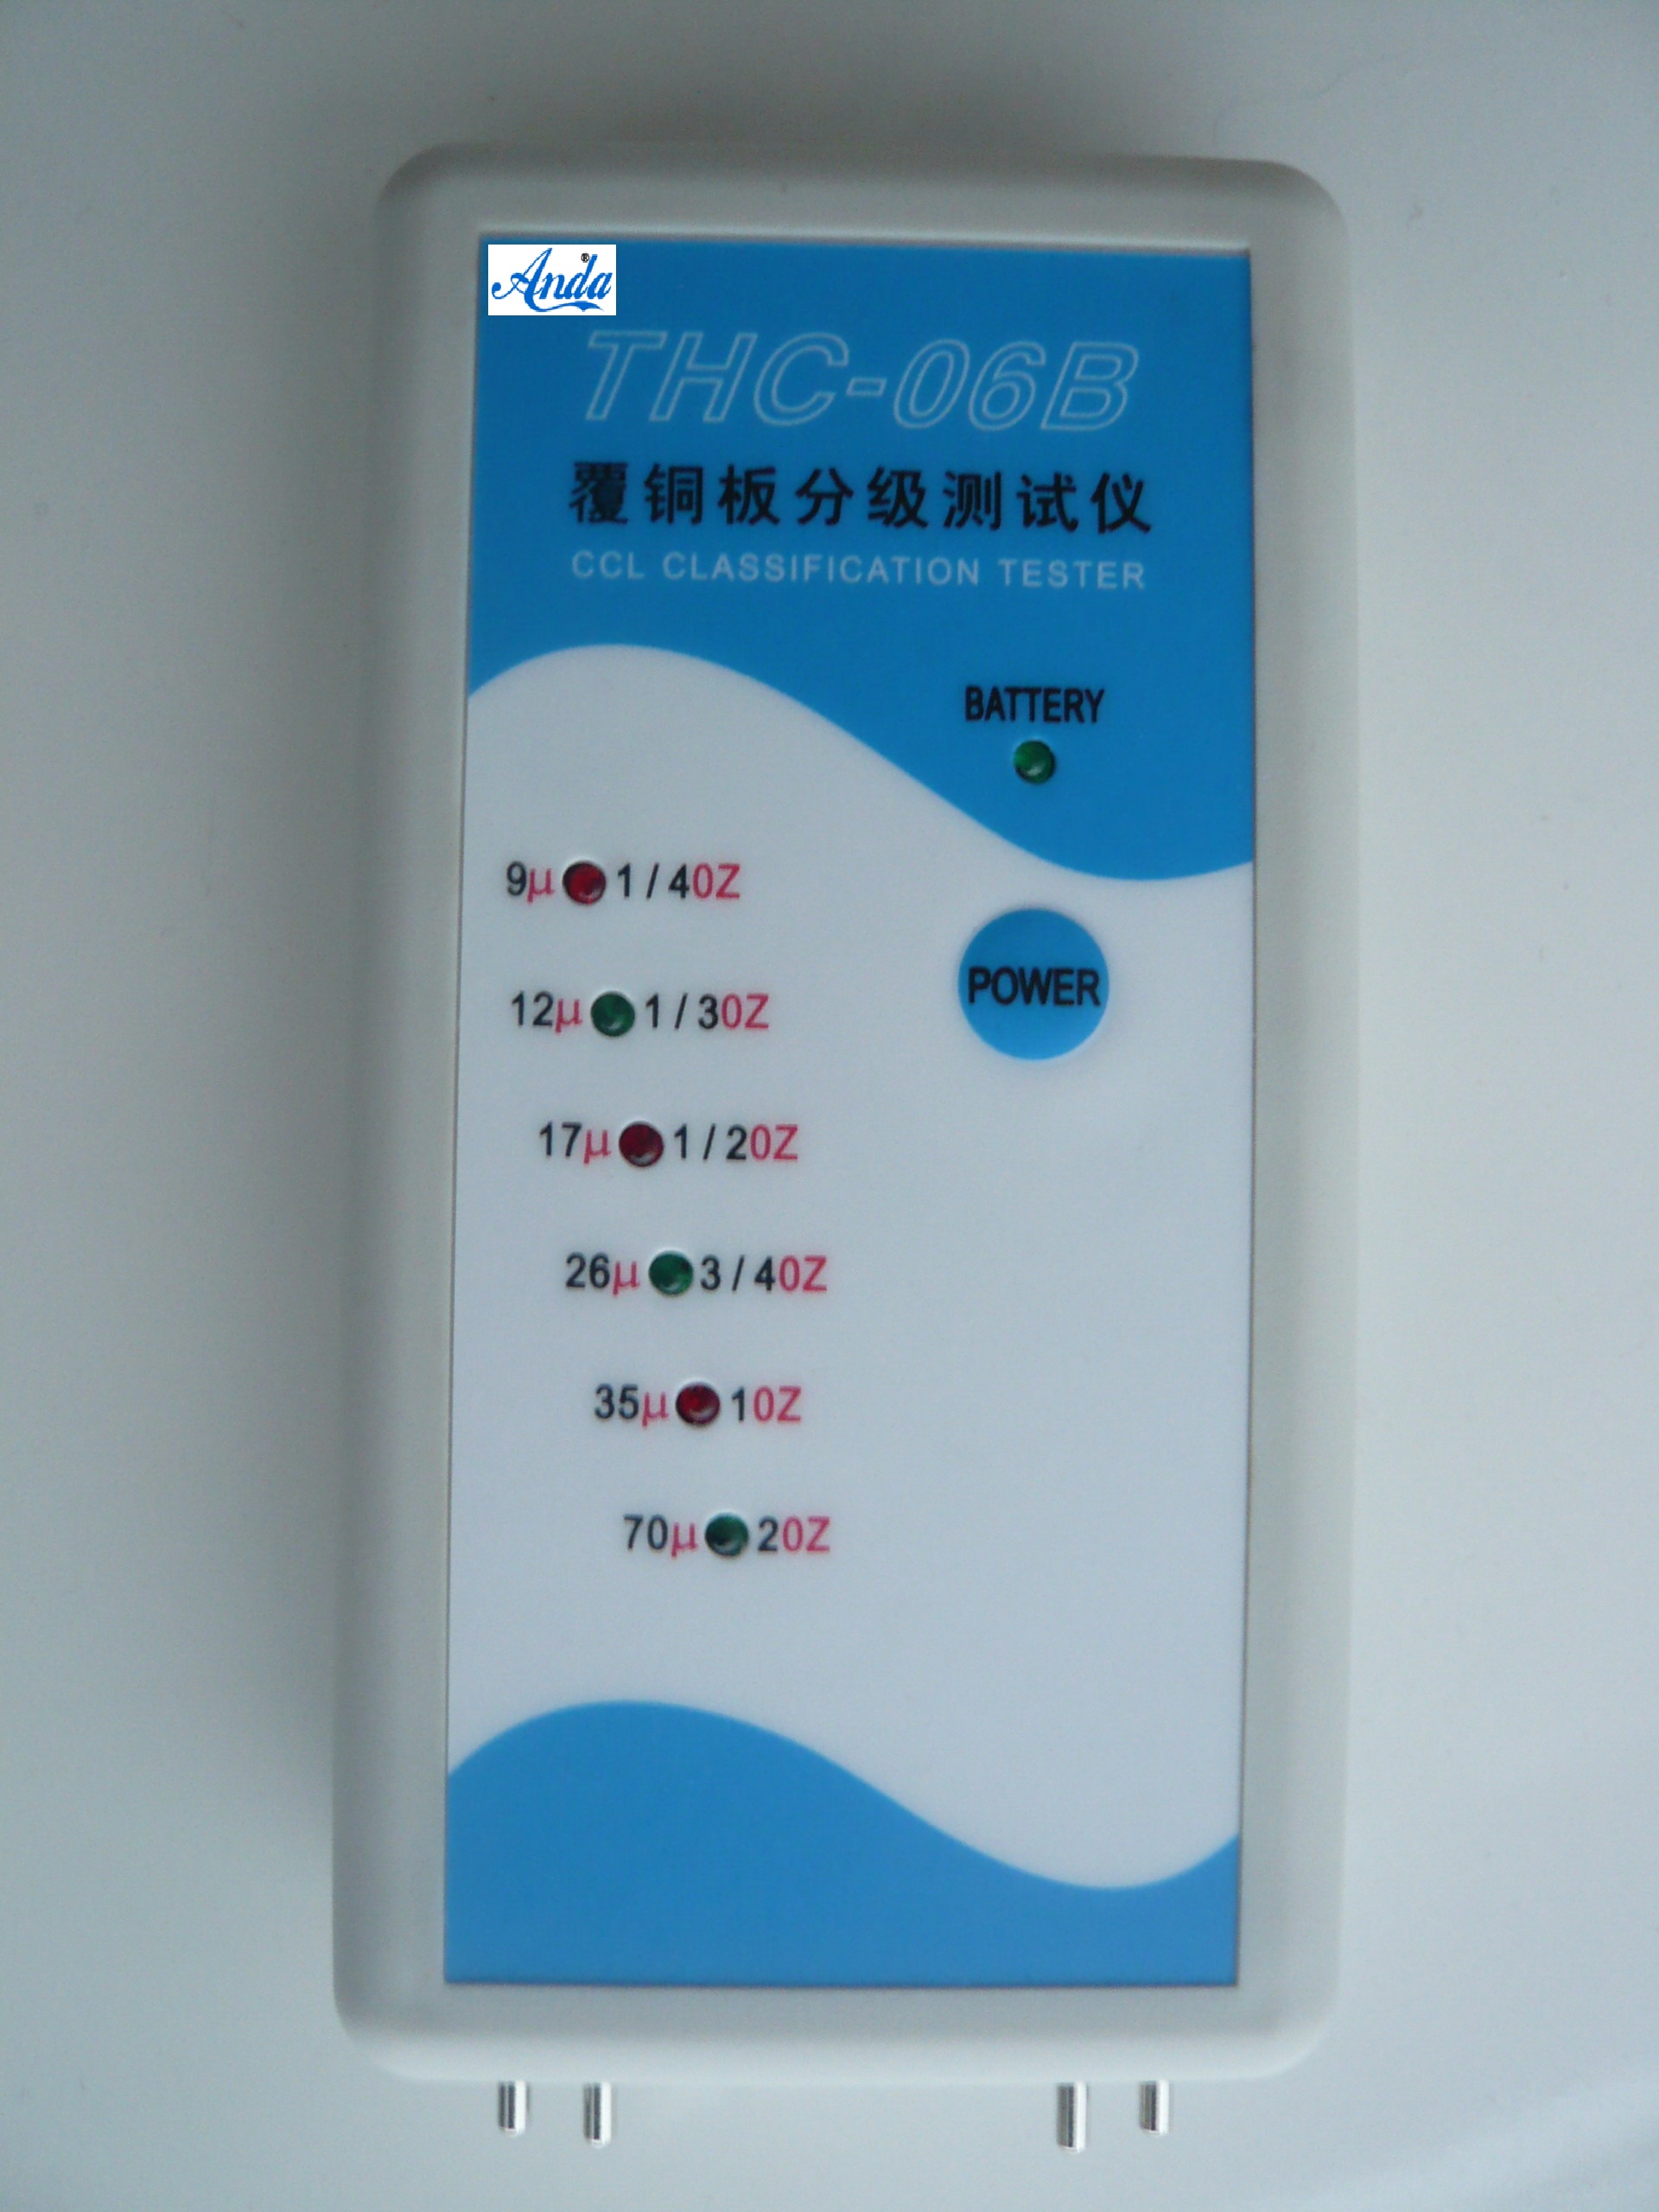 Anda®
THC-06B
覆铜板分级测试仪
CCL CLASSIFICATION TESTER
BATTERY
9μ 1/4OZ
POWER
12μ 1/3OZ
17μ 1/2OZ
26μ 3/4OZ
35μ 1OZ
70μ 2OZ